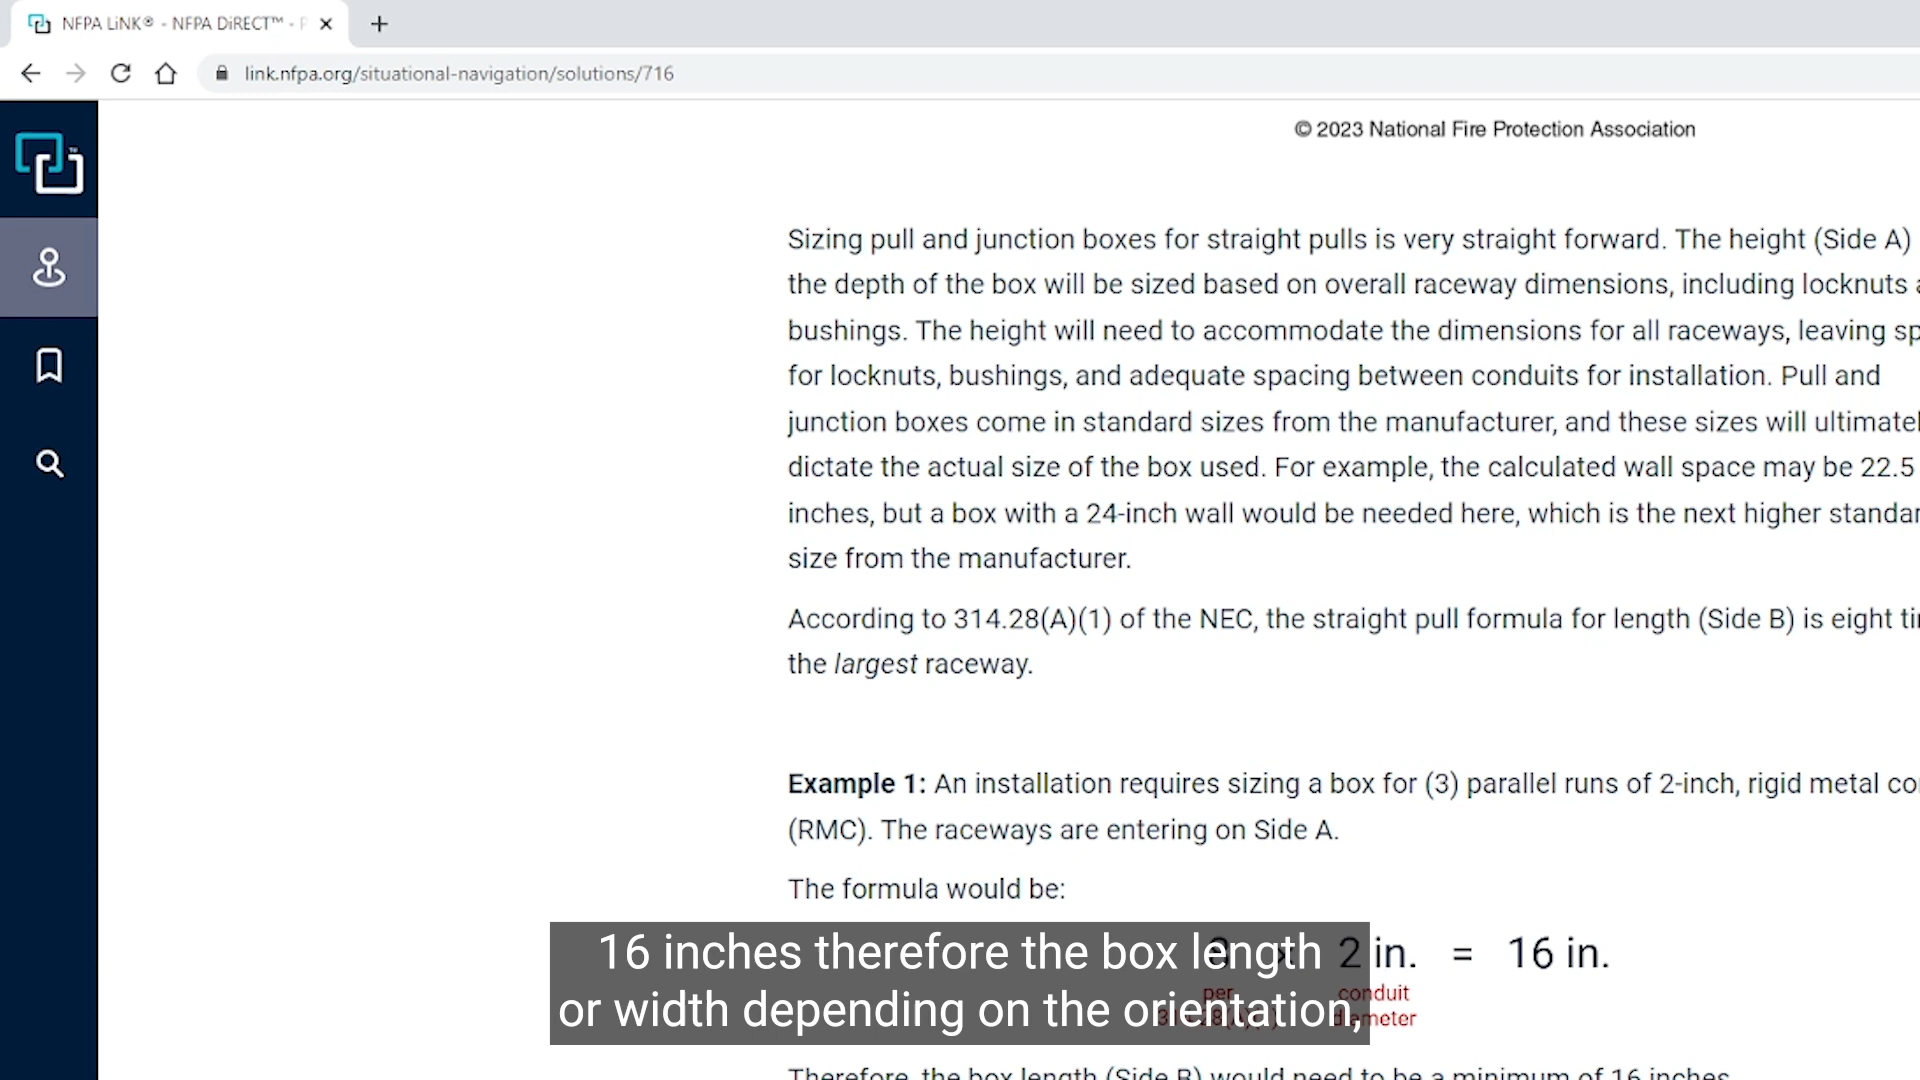 NFPA LiNK® - NFPA DiRECT™ - P
link.nfpa.org/situational-navigation/solutions/716
© 2023 National Fire Protection Association
Sizing pull and junction boxes for straight pulls is very straight forward. The height (Side A)
the depth of the box will be sized based on overall raceway dimensions, including locknuts a
bushings. The height will need to accommodate the dimensions for all raceways, leaving sp
for locknuts, bushings, and adequate spacing between conduits for installation. Pull and
junction boxes come in standard sizes from the manufacturer, and these sizes will ultimatel
dictate the actual size of the box used. For example, the calculated wall space may be 22.5
inches, but a box with a 24-inch wall would be needed here, which is the next higher standar
size from the manufacturer.
According to 314.28(A)(1) of the NEC, the straight pull formula for length (Side B) is eight ti
the largest raceway.
Example 1: An installation requires sizing a box for (3) parallel runs of 2-inch, rigid metal co
(RMC). The raceways are entering on Side A.
The formula would be:
8 x 2 in. = 16 in.
per conduit
diameter
16 inches therefore the box length
or width depending on the orientation,
Therefore, the box length (Side B) would need to be a minimum of 16 inches